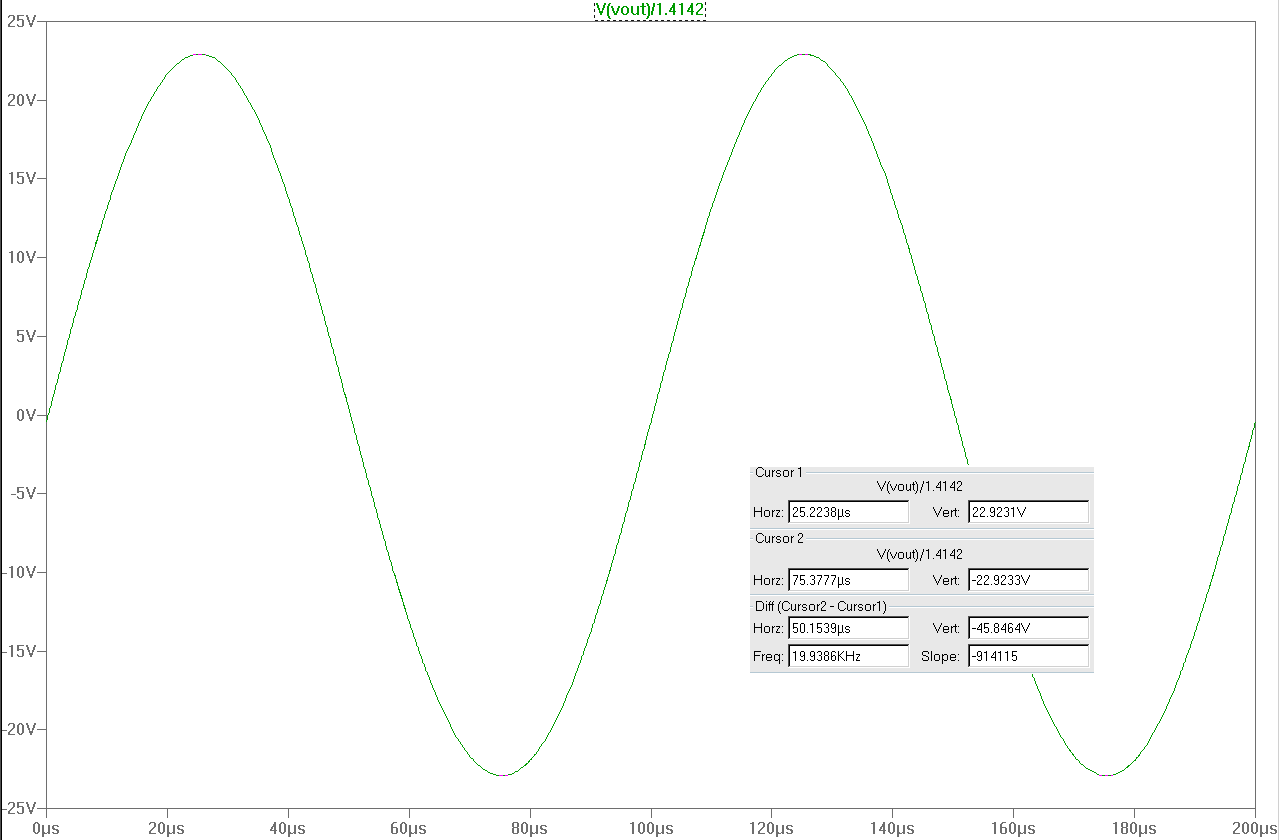 V(vout)/1.4142
25V
20V
15V
10V
5V
0V
-5V
-10V
-15V
-20V
-25V
0µs 20µs 40µs 60µs 80µs 100µs 120µs 140µs 160µs 180µs 200µs
Cursor 1
V(vout)/1.4142
Horz: 25.2238µs Vert: 22.9231V
Cursor 2
V(vout)/1.4142
Horz: 75.3777µs Vert: -22.9233V
Diff (Cursor2 - Cursor1)
Horz: 50.1539µs Vert: -45.8464V
Freq: 19.9386KHz Slope: -914115